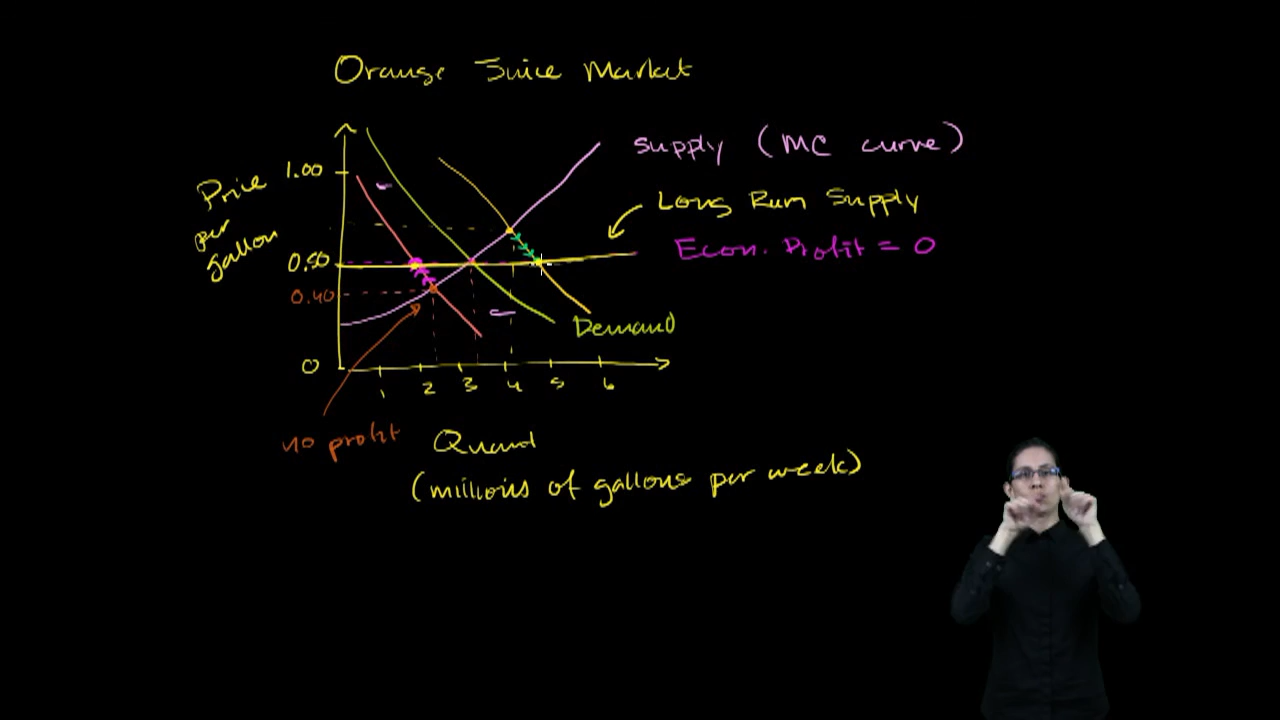 Orange Juice Market
Supply (MC curve)
Price per gallon
1.00
Long Run Supply
Econ. Profit = 0
0.50
0.40
Demand
0
1 2 3 4 5 6
no profit
Quant
(millions of gallons per week)